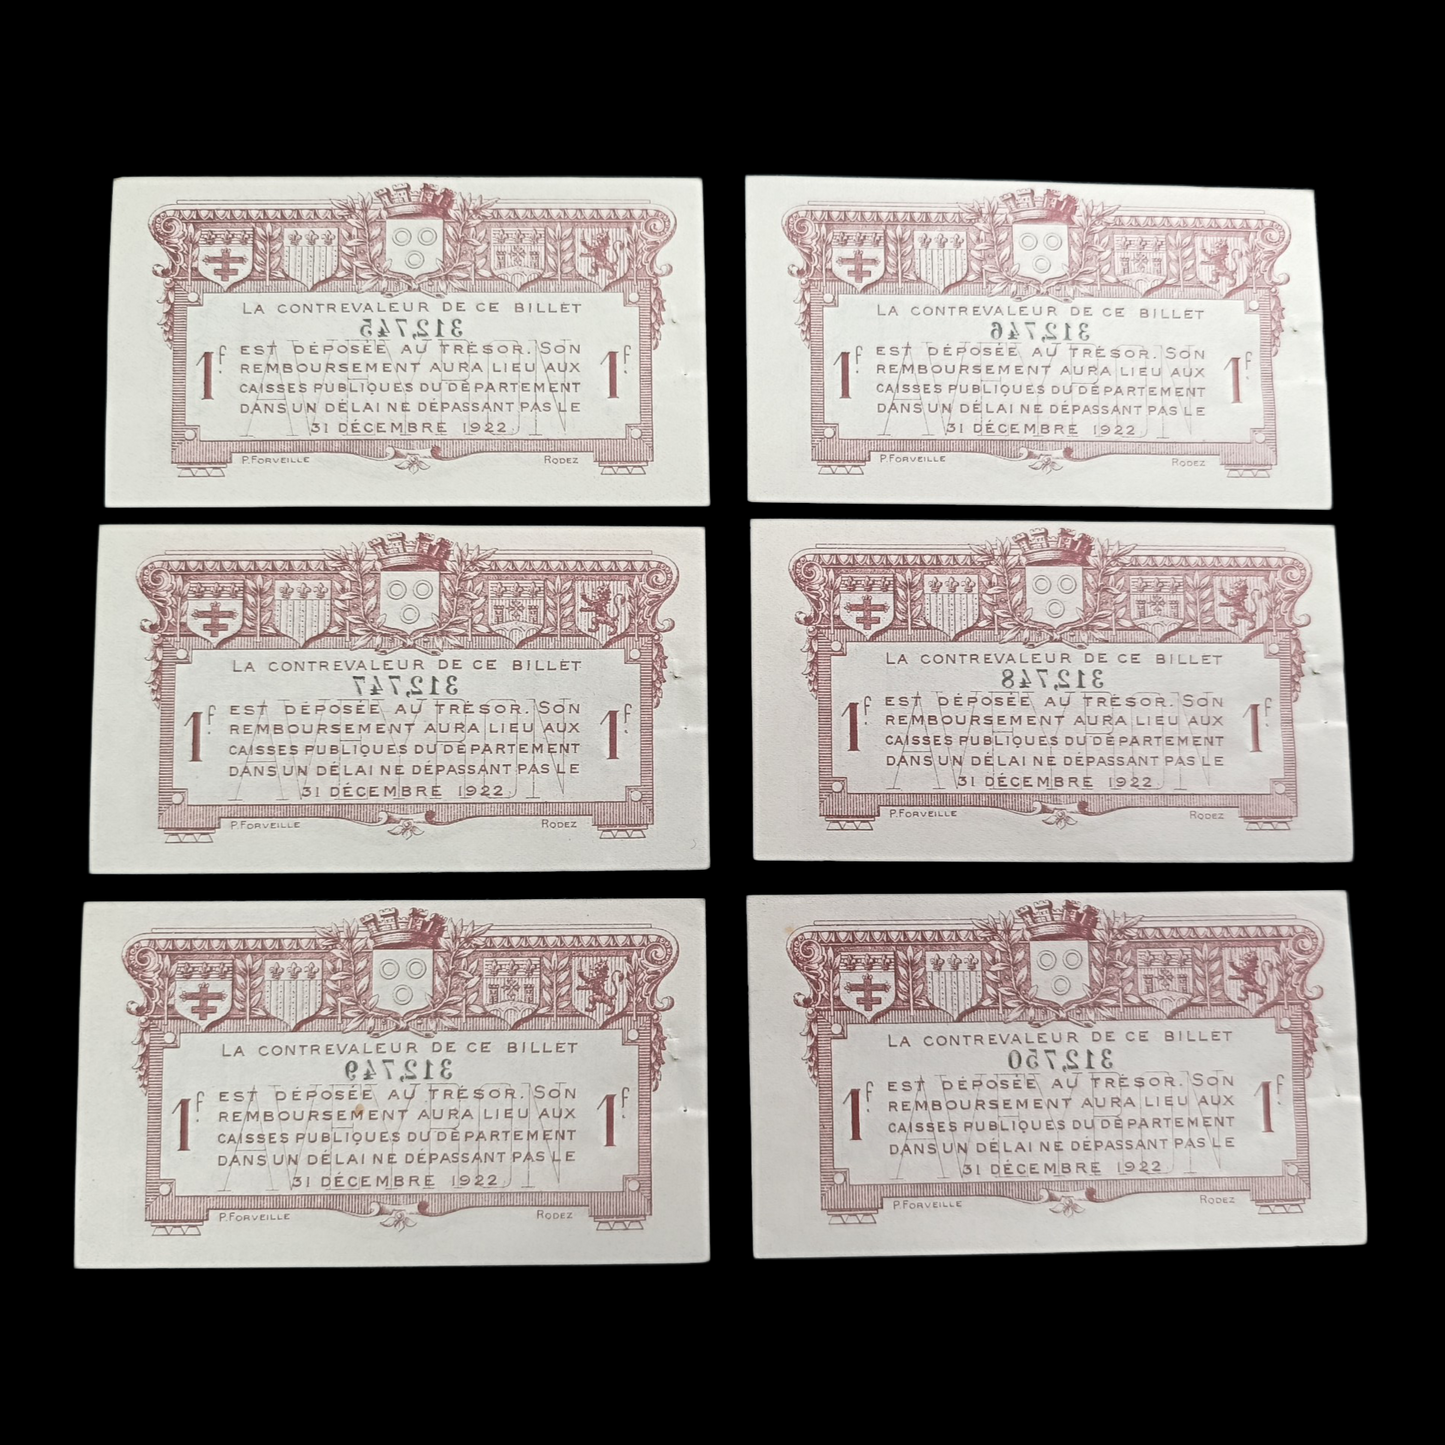 LA CONTREVALEUR DE CE BILLET
312,745
1f. EST DÉPOSÉE AU TRÉSOR. SON 1f.
REMBOURSEMENT AURA LIEU AUX
CAISSES PUBLIQUES DU DÉPARTEMENT
DANS UN DÉLAI NE DÉPASSANT PAS LE
31 DÉCEMBRE 1922
AVEYRON
P. FORVEILLE RODEZ
LA CONTREVALEUR DE CE BILLET
312,746
1f. EST DÉPOSÉE AU TRÉSOR. SON 1f.
REMBOURSEMENT AURA LIEU AUX
CAISSES PUBLIQUES DU DÉPARTEMENT
DANS UN DÉLAI NE DÉPASSANT PAS LE
31 DÉCEMBRE 1922
AVEYRON
P. FORVEILLE RODEZ
LA CONTREVALEUR DE CE BILLET
312,747
1f. EST DÉPOSÉE AU TRÉSOR. SON 1f.
REMBOURSEMENT AURA LIEU AUX
CAISSES PUBLIQUES DU DÉPARTEMENT
DANS UN DÉLAI NE DÉPASSANT PAS LE
31 DÉCEMBRE 1922
AVEYRON
P. FORVEILLE RODEZ
LA CONTREVALEUR DE CE BILLET
312,748
1f. EST DÉPOSÉE AU TRÉSOR. SON 1f.
REMBOURSEMENT AURA LIEU AUX
CAISSES PUBLIQUES DU DÉPARTEMENT
DANS UN DÉLAI NE DÉPASSANT PAS LE
31 DÉCEMBRE 1922
AVEYRON
P. FORVEILLE RODEZ
LA CONTREVALEUR DE CE BILLET
312,749
1f. EST DÉPOSÉE AU TRÉSOR. SON 1f.
REMBOURSEMENT AURA LIEU AUX
CAISSES PUBLIQUES DU DÉPARTEMENT
DANS UN DÉLAI NE DÉPASSANT PAS LE
31 DÉCEMBRE 1922
AVEYRON
P. FORVEILLE RODEZ
LA CONTREVALEUR DE CE BILLET
312,750
1f. EST DÉPOSÉE AU TRÉSOR. SON 1f.
REMBOURSEMENT AURA LIEU AUX
CAISSES PUBLIQUES DU DÉPARTEMENT
DANS UN DÉLAI NE DÉPASSANT PAS LE
31 DÉCEMBRE 1922
AVEYRON
P. FORVEILLE RODEZ